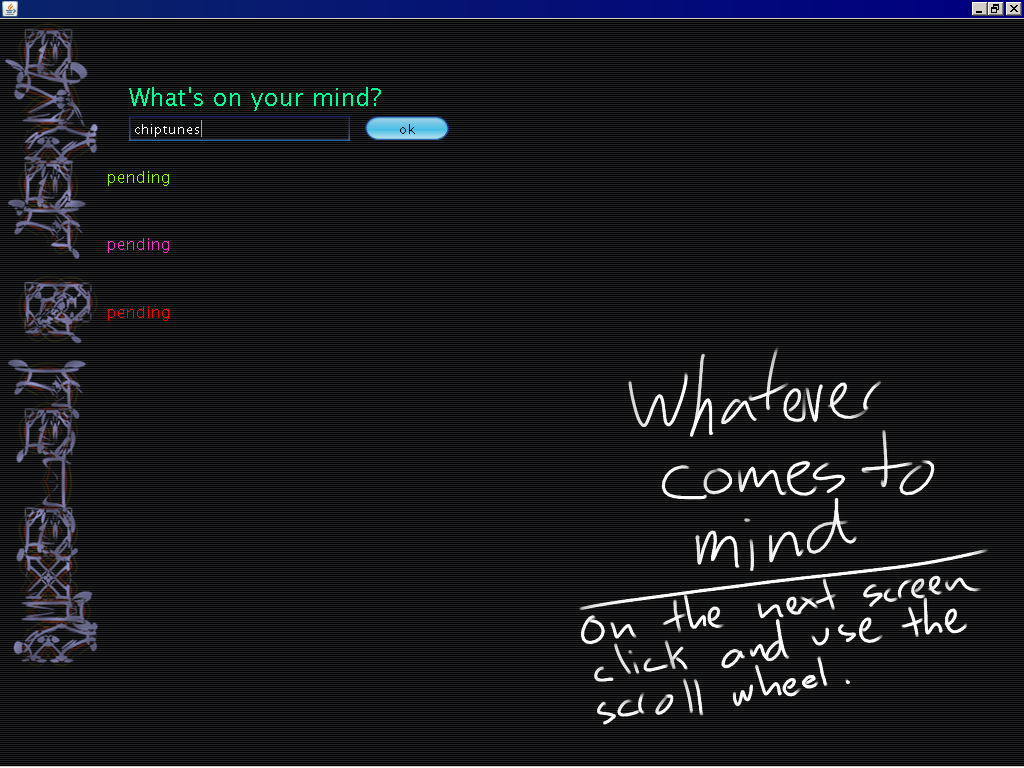 What's on your mind?
chiptunes
ok
pending
pending
pending
Whatever
comes to
mind
On the next screen
click and use the
scroll wheel.